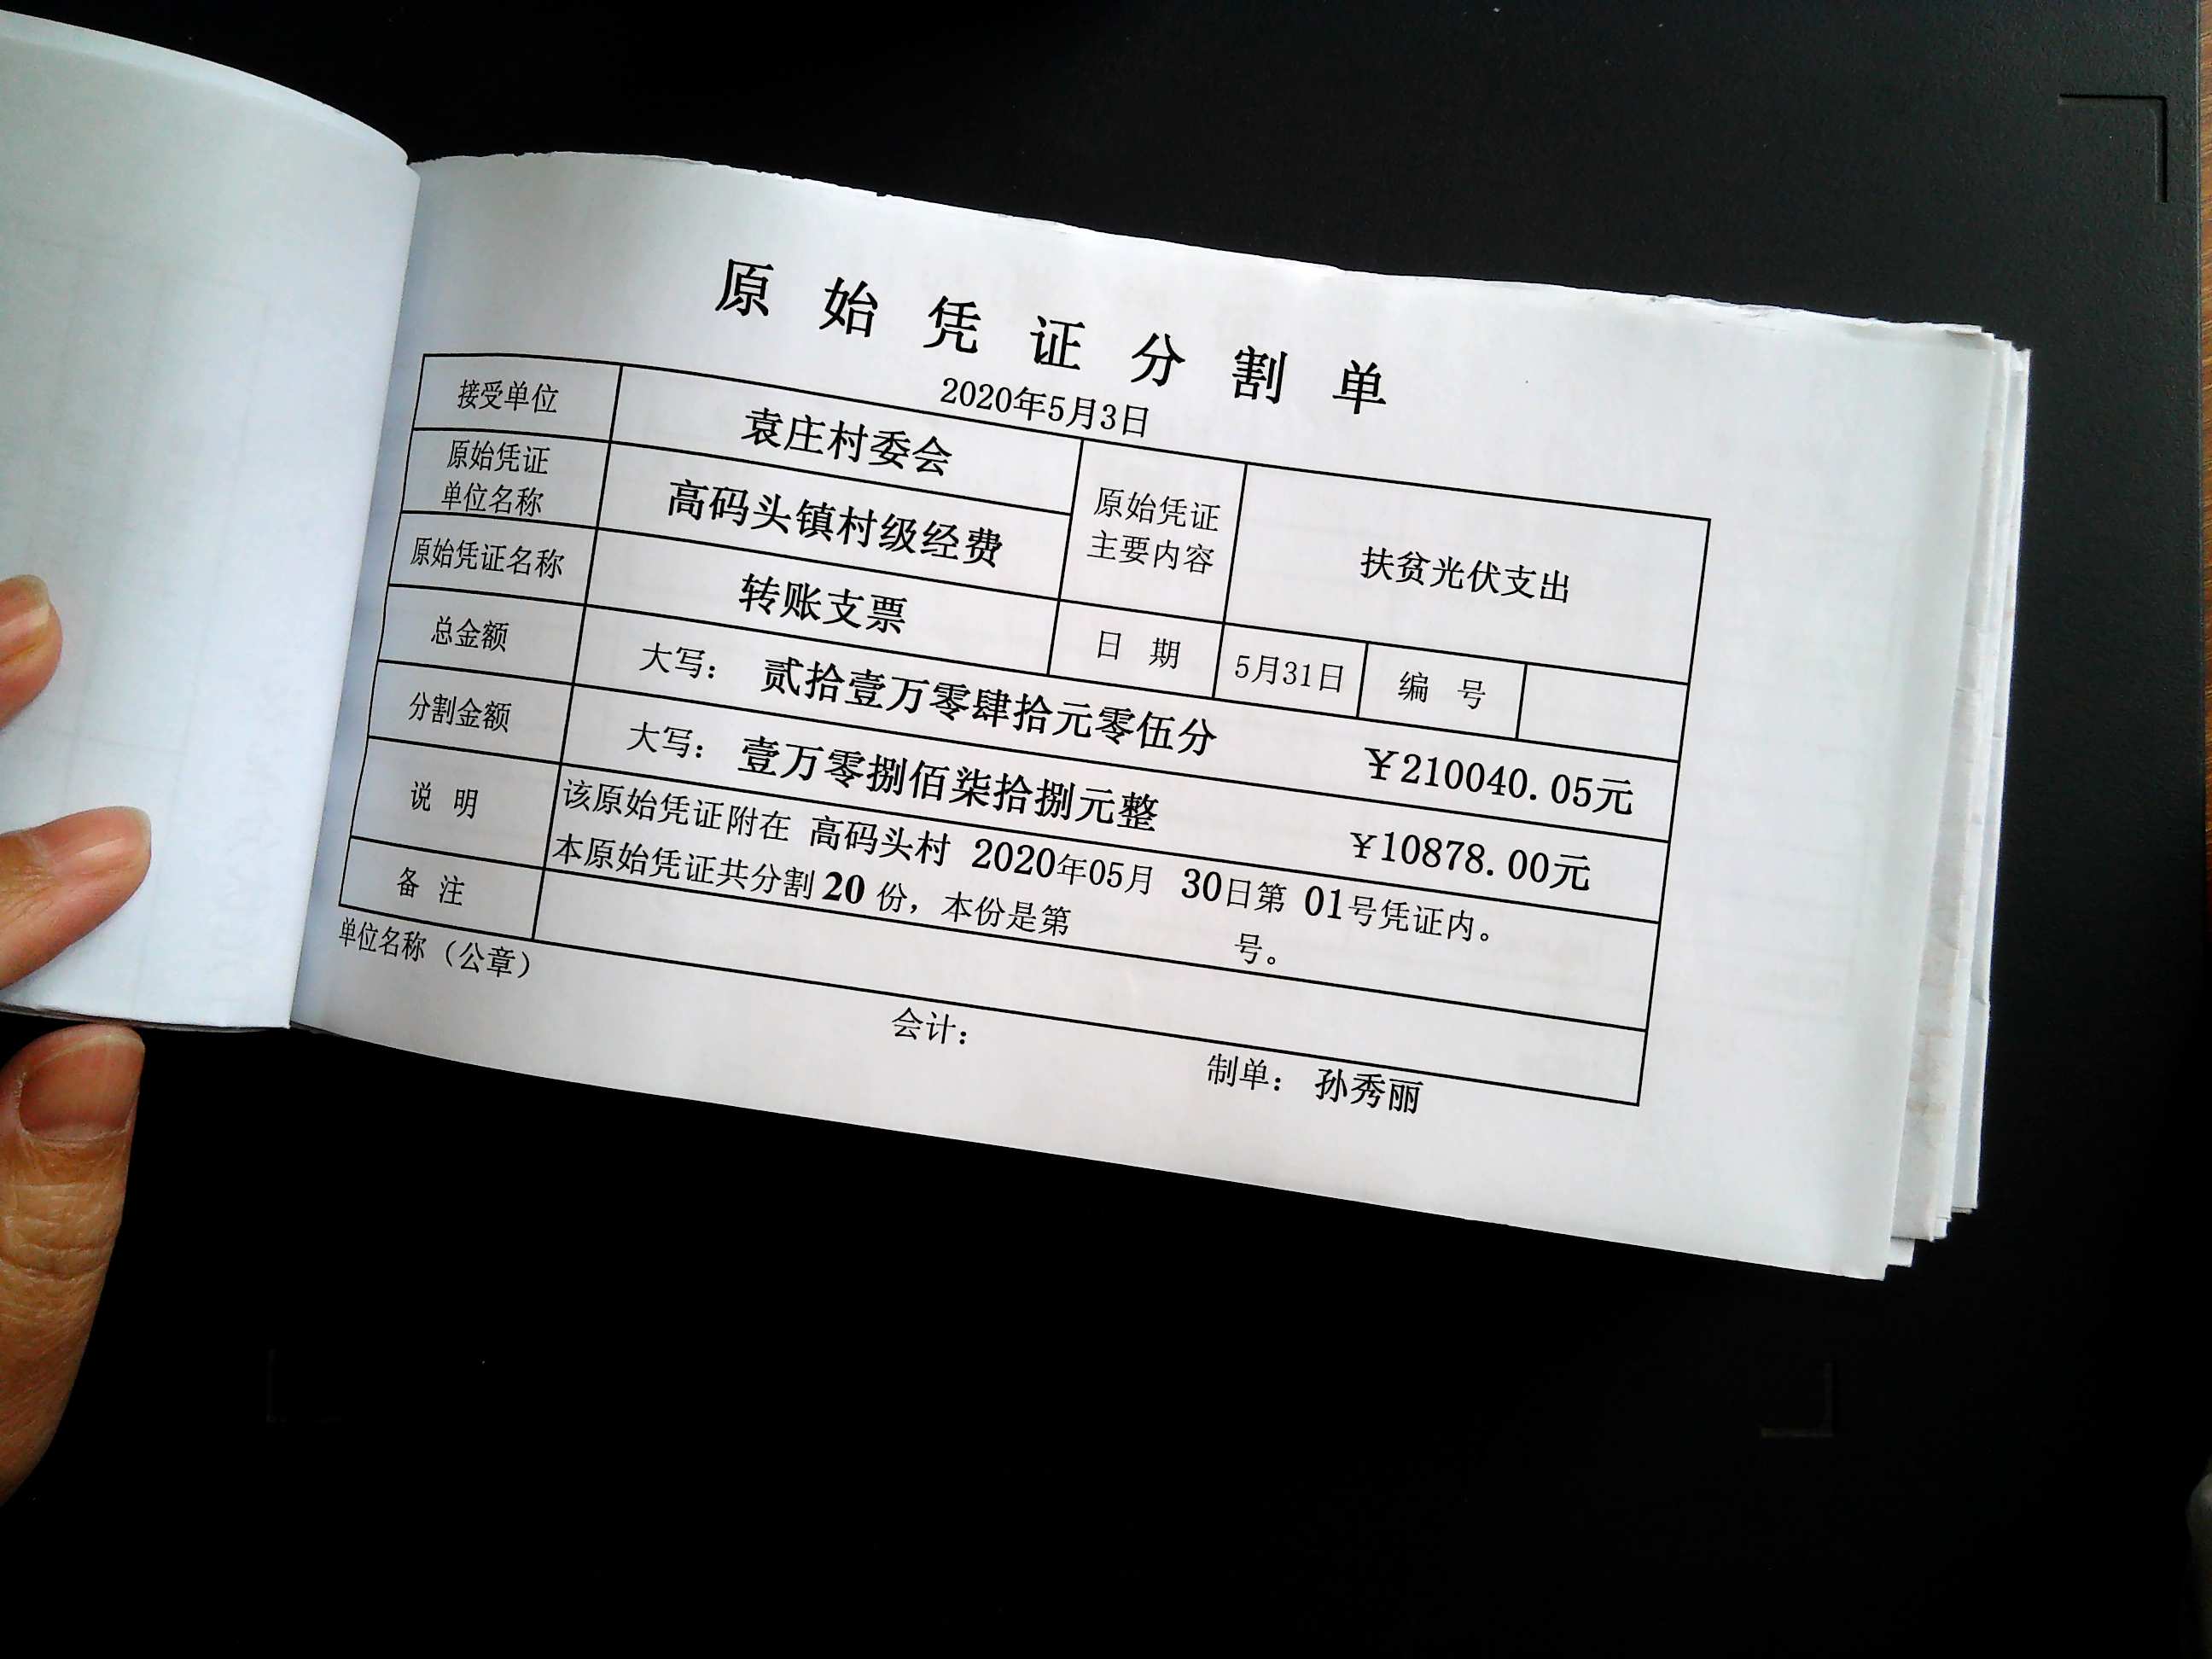 原始凭证分割单
2020年5月3日
接受单位 袁庄村委会 原始凭证主要内容 扶贫光伏支出
原始凭证单位名称 高码头镇村级经费
原始凭证名称 转账支票 日期 5月31日 编号
总金额 大写： 贰拾壹万零肆拾元零伍分 ￥210040.05元
分割金额 大写： 壹万零捌佰柒拾捌元整 ￥10878.00元
说明 该原始凭证附在 高码头村 2020年05月 30日第 01号凭证内。
本原始凭证共分割 20 份，本份是第 号。
备注
单位名称（公章） 会计： 制单： 孙秀丽